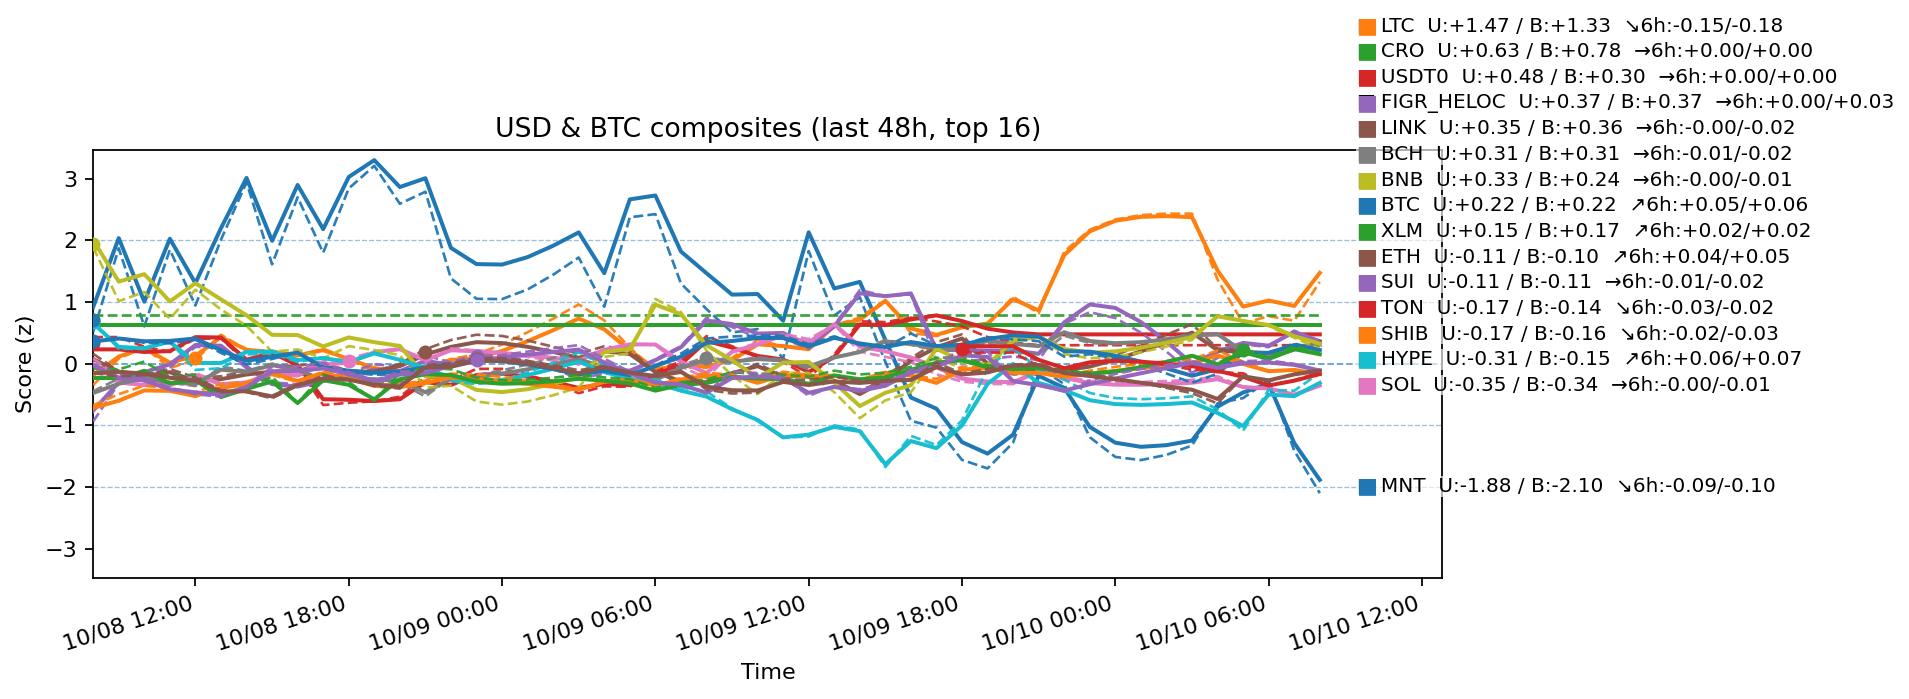 LTC  U:+1.47 / B:+1.33  ↘6h:-0.15/-0.18
CRO  U:+0.63 / B:+0.78  →6h:+0.00/+0.00
USDT0  U:+0.48 / B:+0.30  →6h:+0.00/+0.00
FIGR_HELOC  U:+0.37 / B:+0.37  →6h:+0.00/+0.03
USD & BTC composites (last 48h, top 16)
LINK  U:+0.35 / B:+0.36  →6h:-0.00/-0.02
BCH  U:+0.31 / B:+0.31  →6h:-0.01/-0.02
BNB  U:+0.33 / B:+0.24  →6h:-0.00/-0.01
BTC  U:+0.22 / B:+0.22  ↗6h:+0.05/+0.06
XLM  U:+0.15 / B:+0.17  ↗6h:+0.02/+0.02
ETH  U:-0.11 / B:-0.10  ↗6h:+0.04/+0.05
SUI  U:-0.11 / B:-0.11  →6h:-0.01/-0.02
TON  U:-0.17 / B:-0.14  ↘6h:-0.03/-0.02
SHIB  U:-0.17 / B:-0.16  ↘6h:-0.02/-0.03
HYPE  U:-0.31 / B:-0.15  ↗6h:+0.06/+0.07
SOL  U:-0.35 / B:-0.34  →6h:-0.00/-0.01
MNT  U:-1.88 / B:-2.10  ↘6h:-0.09/-0.10
Score (z)
3
2
1
0
−1
−2
−3
10/08 12:00
10/08 18:00
10/09 00:00
10/09 06:00
10/09 12:00
10/09 18:00
10/10 00:00
10/10 06:00
10/10 12:00
Time